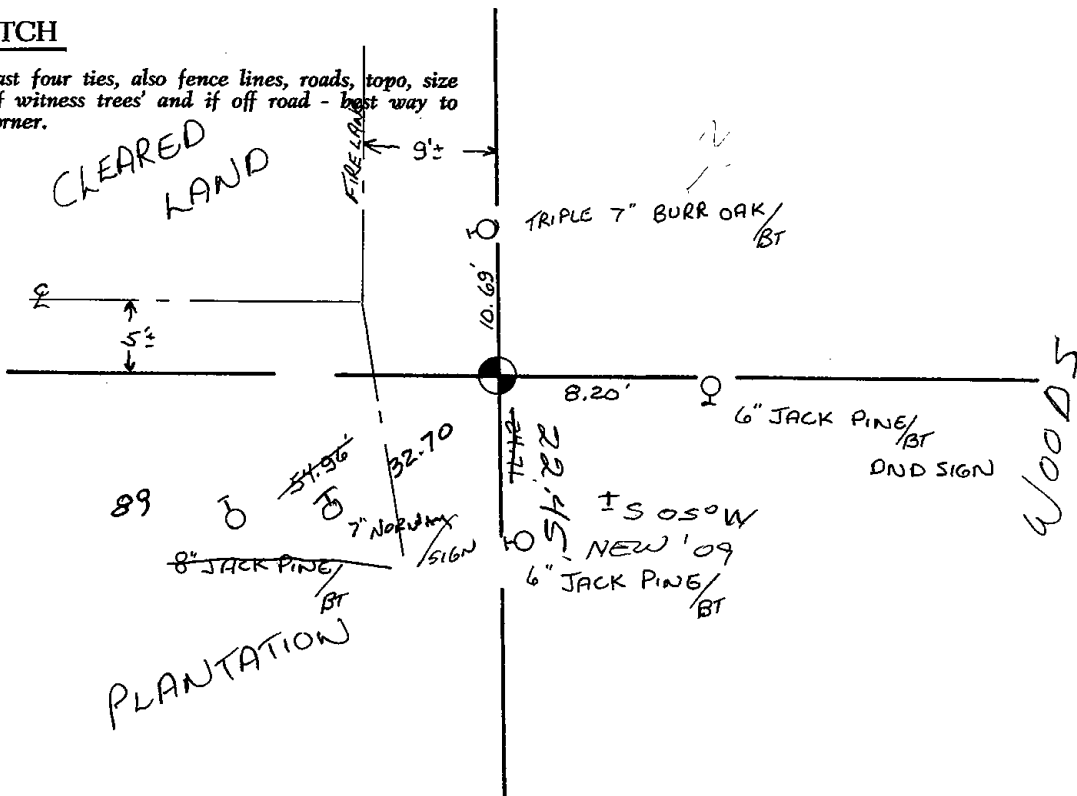 TCH
ast four ties, also fence lines, roads, topo, size
f witness trees' and if off road - best way to
orner.
CLEARED
LAND
FIRE LANE
9'±
N
TRIPLE 7" BURR OAK/
BT
10.69'
℄
5'±
8.20'
6" JACK PINE/
BT
DND SIGN
WOODS
54.96'
32.70
22.45'
89
7" NORWAY
/SIGN
±S 05° W
NEW '09
8" JACK PINE/
BT
6" JACK PINE/
BT
PLANTATION